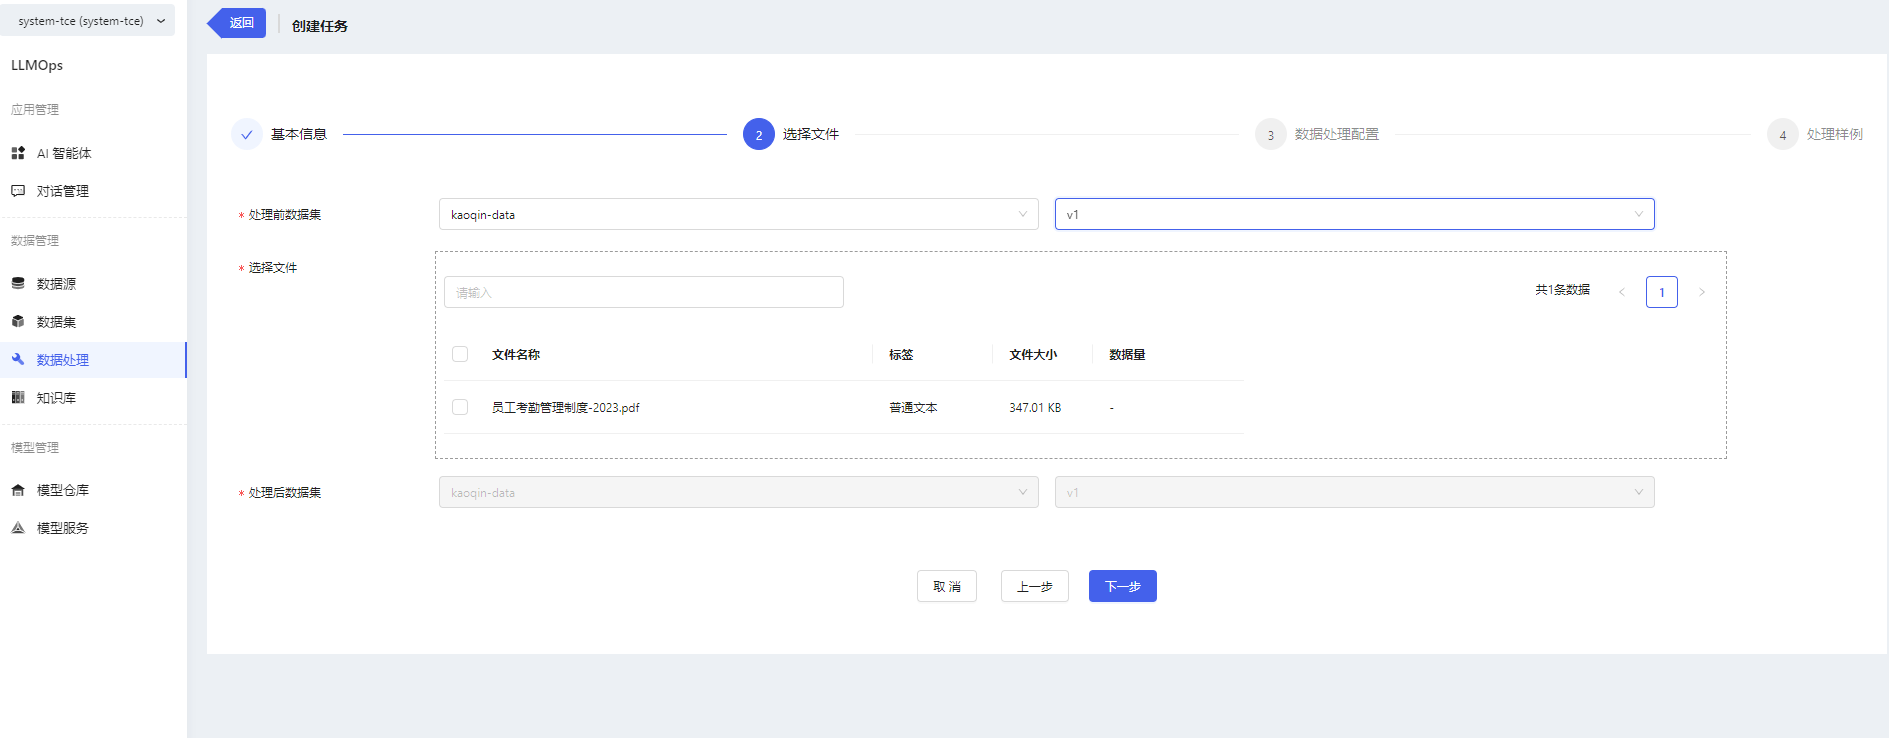 system-tce (system-tce)
LLMOps
应用管理
AI 智能体
对话管理
数据管理
数据源
数据集
数据处理
知识库
模型管理
模型仓库
模型服务
返回
创建任务
基本信息
2 选择文件
3 数据处理配置
4 处理样例
* 处理前数据集
kaoqin-data
v1
* 选择文件
请输入
共1条数据
< 1 >
文件名称 标签 文件大小 数据量
员工考勤管理制度-2023.pdf 普通文本 347.01 KB -
* 处理后数据集
kaoqin-data
v1
取 消 上一步 下一步